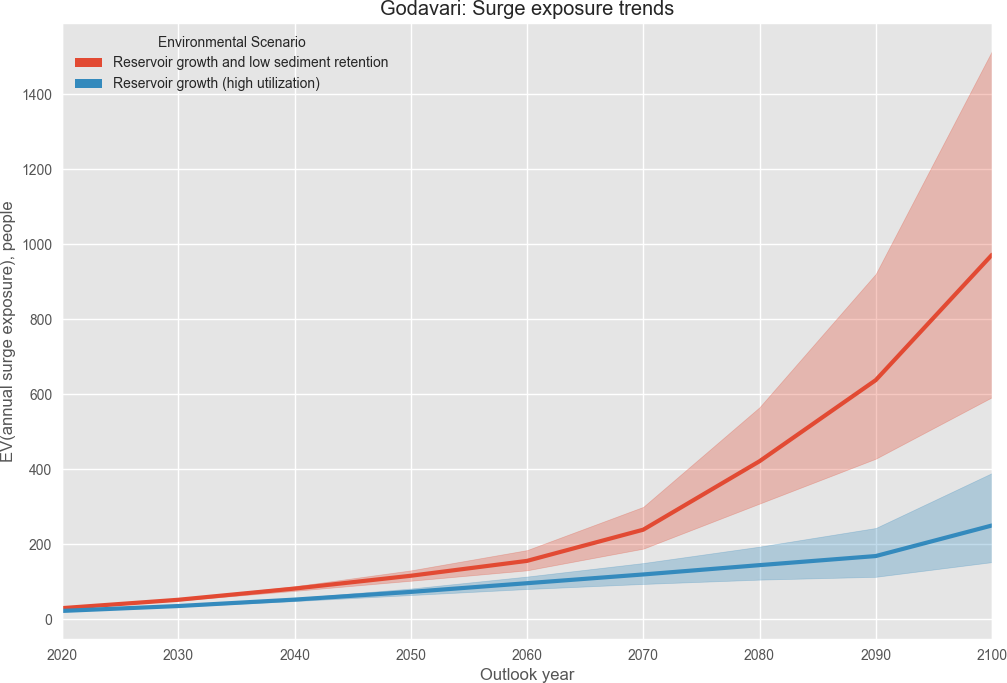 Godavari: Surge exposure trends
Environmental Scenario
Reservoir growth and low sediment retention
Reservoir growth (high utilization)
EV(annual surge exposure), people
1400
1200
1000
800
600
400
200
0
2020 2030 2040 2050 2060 2070 2080 2090 2100
Outlook year